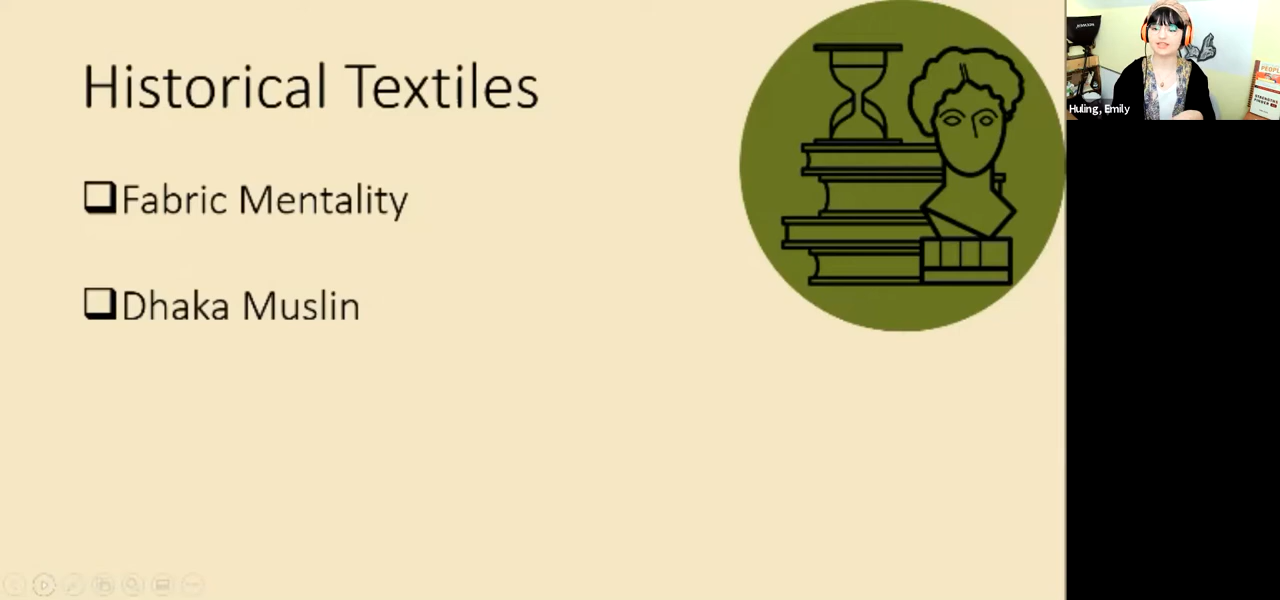 Historical Textiles
Fabric Mentality
Dhaka Muslin
Huling, Emily